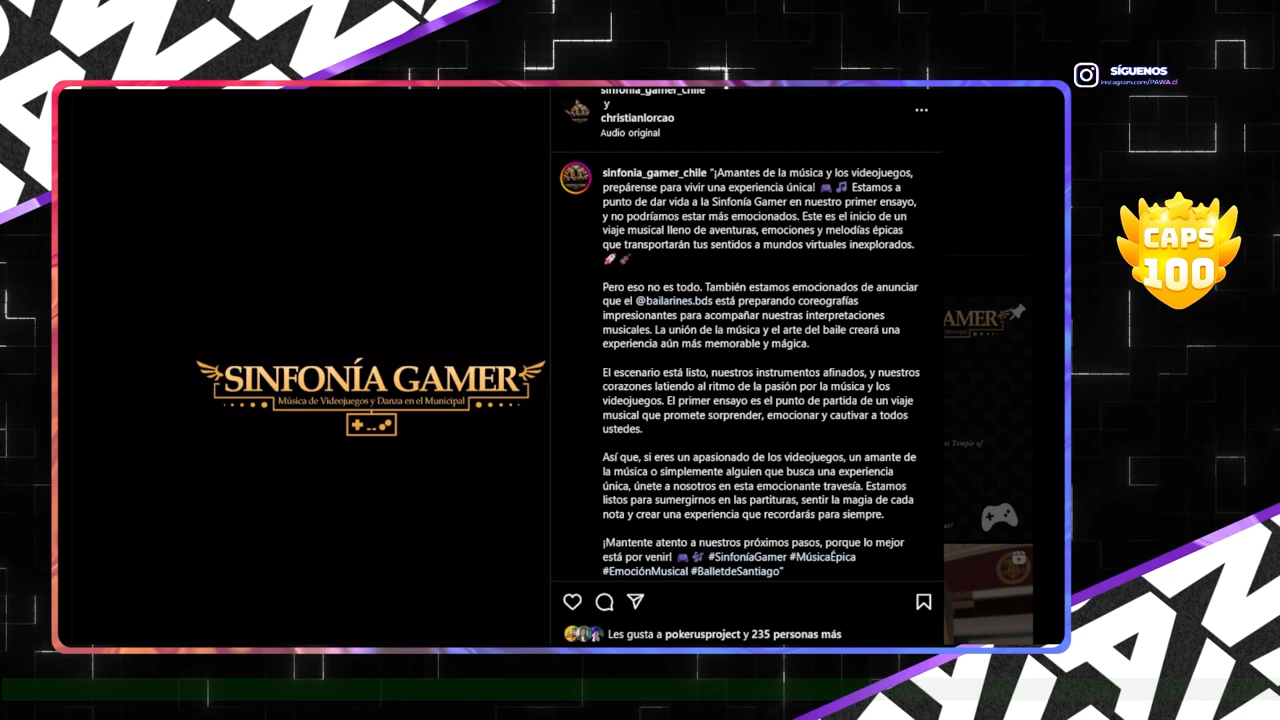 SÍGUENOS
instagram.com/PAWA.cl
CAPS
100
sinfonia_gamer_chile
y
christianlorcao
Audio original
sinfonia_gamer_chile “¡Amantes de la música y los videojuegos,
prepárense para vivir una experiencia única! 🎮 🎵 Estamos a
punto de dar vida a la Sinfonía Gamer en nuestro primer ensayo,
y no podríamos estar más emocionados. Este es el inicio de un
viaje musical lleno de aventuras, emociones y melodías épicas
que transportarán tus sentidos a mundos virtuales inexplorados.
🚀 🎻
Pero eso no es todo. También estamos emocionados de anunciar
que el @bailarines.bds está preparando coreografías
impresionantes para acompañar nuestras interpretaciones
musicales. La unión de la música y el arte del baile creará una
experiencia aún más memorable y mágica.
El escenario está listo, nuestros instrumentos afinados, y nuestros
corazones latiendo al ritmo de la pasión por la música y los
videojuegos. El primer ensayo es el punto de partida de un viaje
musical que promete sorprender, emocionar y cautivar a todos
ustedes.
Así que, si eres un apasionado de los videojuegos, un amante de
la música o simplemente alguien que busca una experiencia
única, únete a nosotros en esta emocionante travesía. Estamos
listos para sumergirnos en las partituras, sentir la magia de cada
nota y crear una experiencia que recordarás para siempre.
¡Mantente atento a nuestros próximos pasos, porque lo mejor
está por venir! 🎮 🎶 #SinfoníaGamer #MúsicaÉpica
#EmociónMusical #BalletdeSantiago”
Les gusta a pokerusproject y 235 personas más
SINFONÍA GAMER
Música de Videojuegos y Danza en el Municipal
AMER
Temple of